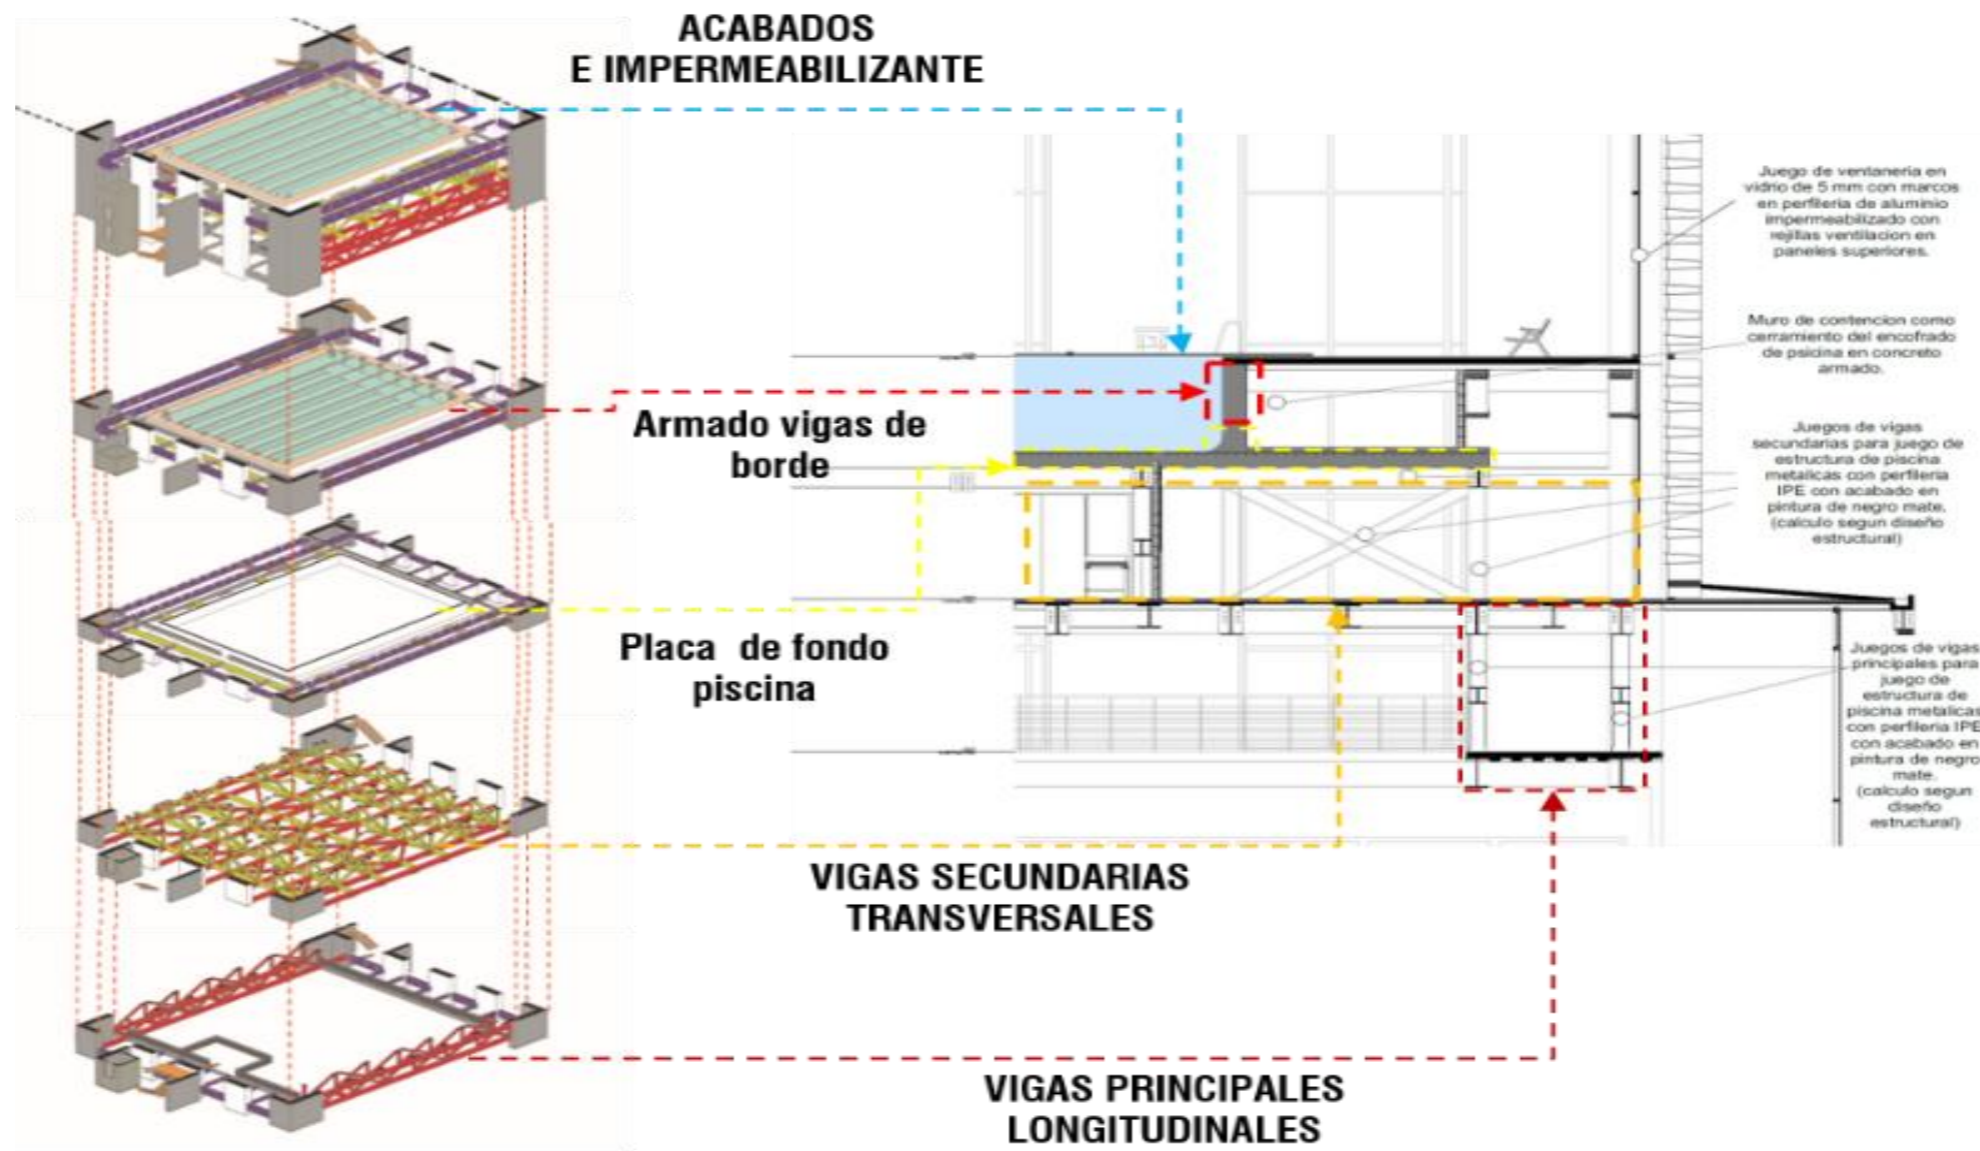 ACABADOS
E IMPERMEABILIZANTE
Juego de ventaneria en
vidrio de 5 mm con marcos
en perfileria de aluminio
impermeabilizado con
rejillas ventilacion en
paneles superiores.
Muro de contencion como
cerramiento del encofrado
de psicina en concreto
armado.
Armado vigas de
borde
Juegos de vigas
secundarias para juego de
estructura de piscina
metalicas con perfileria
IPE con acabado en
pintura de negro mate.
(calculo segun diseño
estructural)
Placa de fondo
piscina
Juegos de vigas
principales para
juego de
estructura de
piscina metalicas
con perfileria IPE
con acabado en
pintura de negro
mate.
(calculo segun
diseño
estructural)
VIGAS SECUNDARIAS
TRANSVERSALES
VIGAS PRINCIPALES
LONGITUDINALES